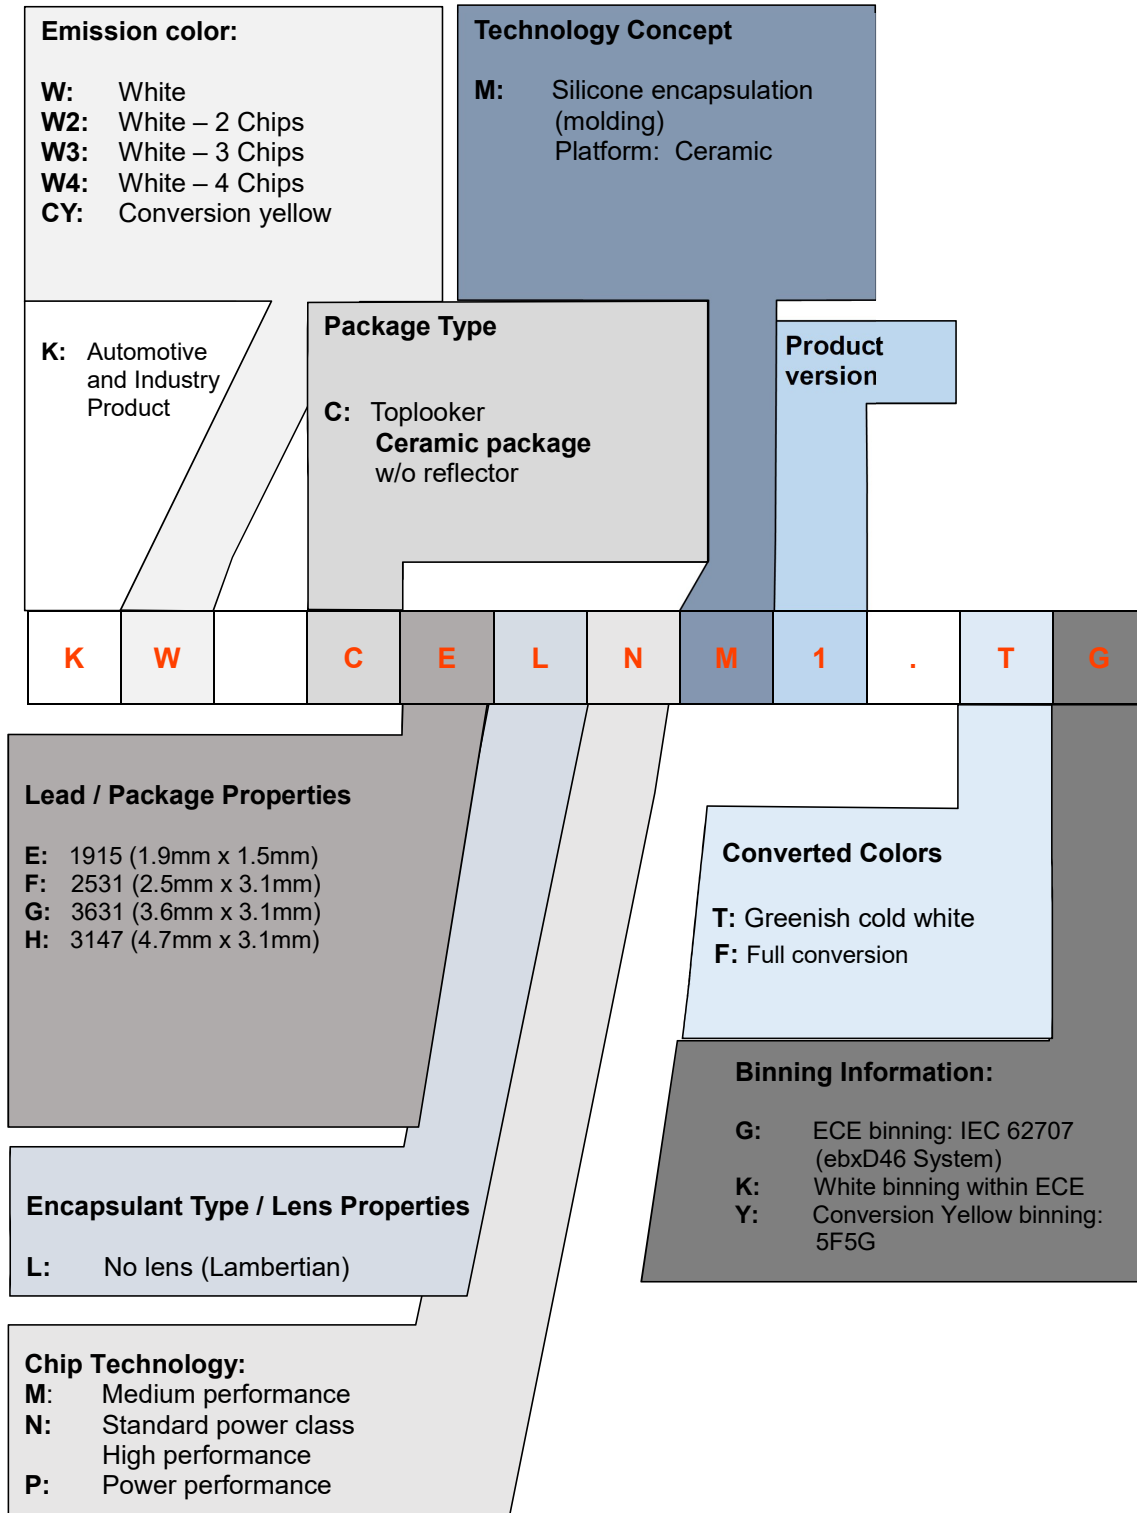 Emission color:
W: White
W2: White – 2 Chips
W3: White – 3 Chips
W4: White – 4 Chips
CY: Conversion yellow
Technology Concept
M: Silicone encapsulation
(molding)
Platform: Ceramic
K: Automotive
and Industry
Product
Package Type
C: Toplooker
Ceramic package
w/o reflector
Product
version
K W C E L N M 1 . T G
Lead / Package Properties
E: 1915 (1.9mm x 1.5mm)
F: 2531 (2.5mm x 3.1mm)
G: 3631 (3.6mm x 3.1mm)
H: 3147 (4.7mm x 3.1mm)
Converted Colors
T: Greenish cold white
F: Full conversion
Binning Information:
G: ECE binning: IEC 62707
(ebxD46 System)
K: White binning within ECE
Y: Conversion Yellow binning:
5F5G
Encapsulant Type / Lens Properties
L: No lens (Lambertian)
Chip Technology:
M: Medium performance
N: Standard power class
High performance
P: Power performance